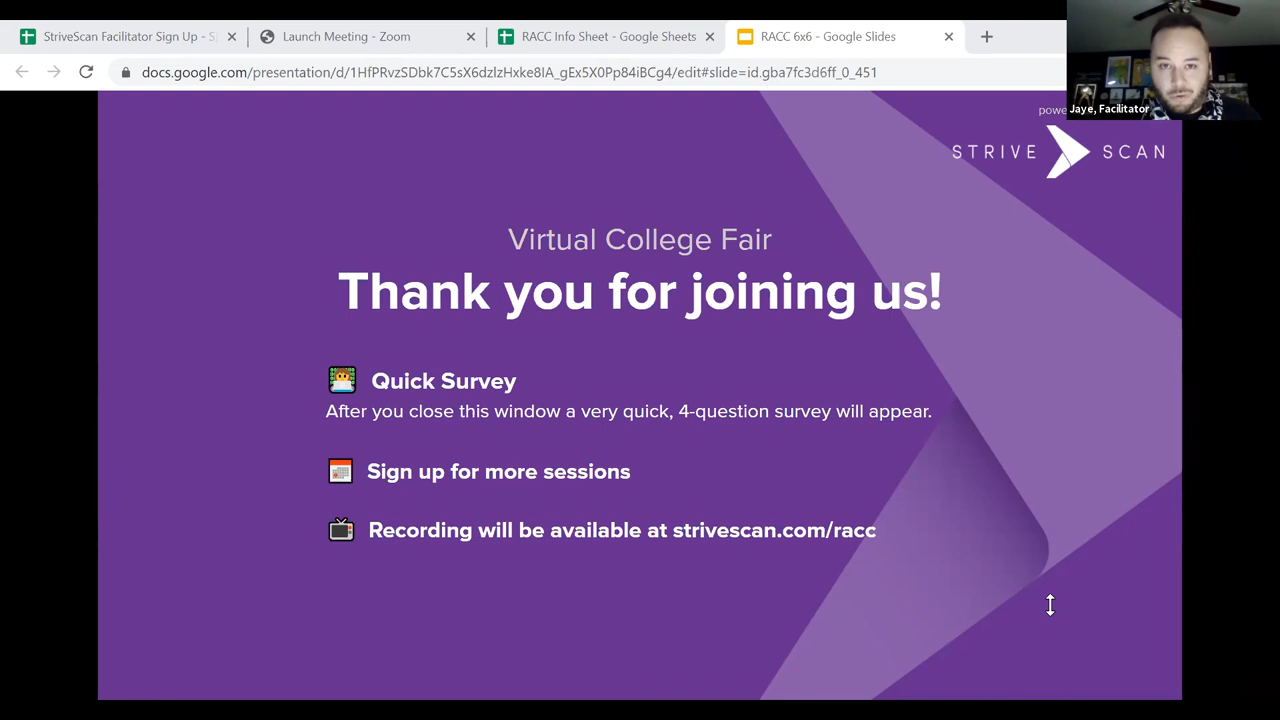 StriveScan Facilitator Sign Up - S
Launch Meeting - Zoom
RACC Info Sheet - Google Sheets
RACC 6x6 - Google Slides
docs.google.com/presentation/d/1HfPRvzSDbk7C5sXshdzlzHxke8IA_gEx5X0Pp84iBCg4/edit#slide=id.gba7fc3d6ff_0_451
Jaye, Facilitator
powe
STRIVE SCAN
Virtual College Fair
Thank you for joining us!
Quick Survey
After you close this window a very quick, 4-question survey will appear.
Sign up for more sessions
Recording will be available at strivescan.com/racc